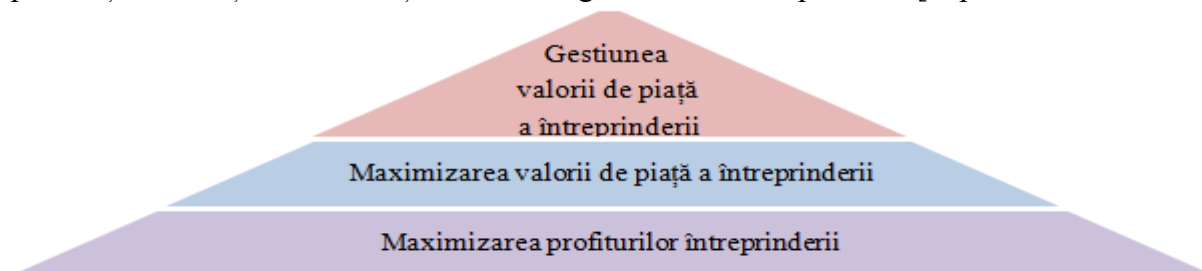 Gestiunea
valorii de piață
a întreprinderii
Maximizarea valorii de piață a întreprinderii
Maximizarea profiturilor întreprinderii